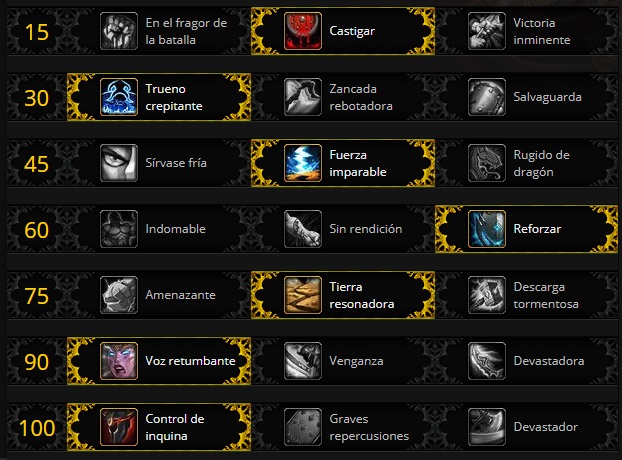 15
En el fragor de
la batalla
Castigar
Victoria
inminente
30
Trueno
crepitante
Zancada
rebotadora
Salvaguarda
45
Sírvase fría
Fuerza
imparable
Rugido de
dragón
60
Indomable
Sin rendición
Reforzar
75
Amenazante
Tierra
resonadora
Descarga
tormentosa
90
Voz retumbante
Venganza
Devastadora
100
Control de
inquina
Graves
repercusiones
Devastador